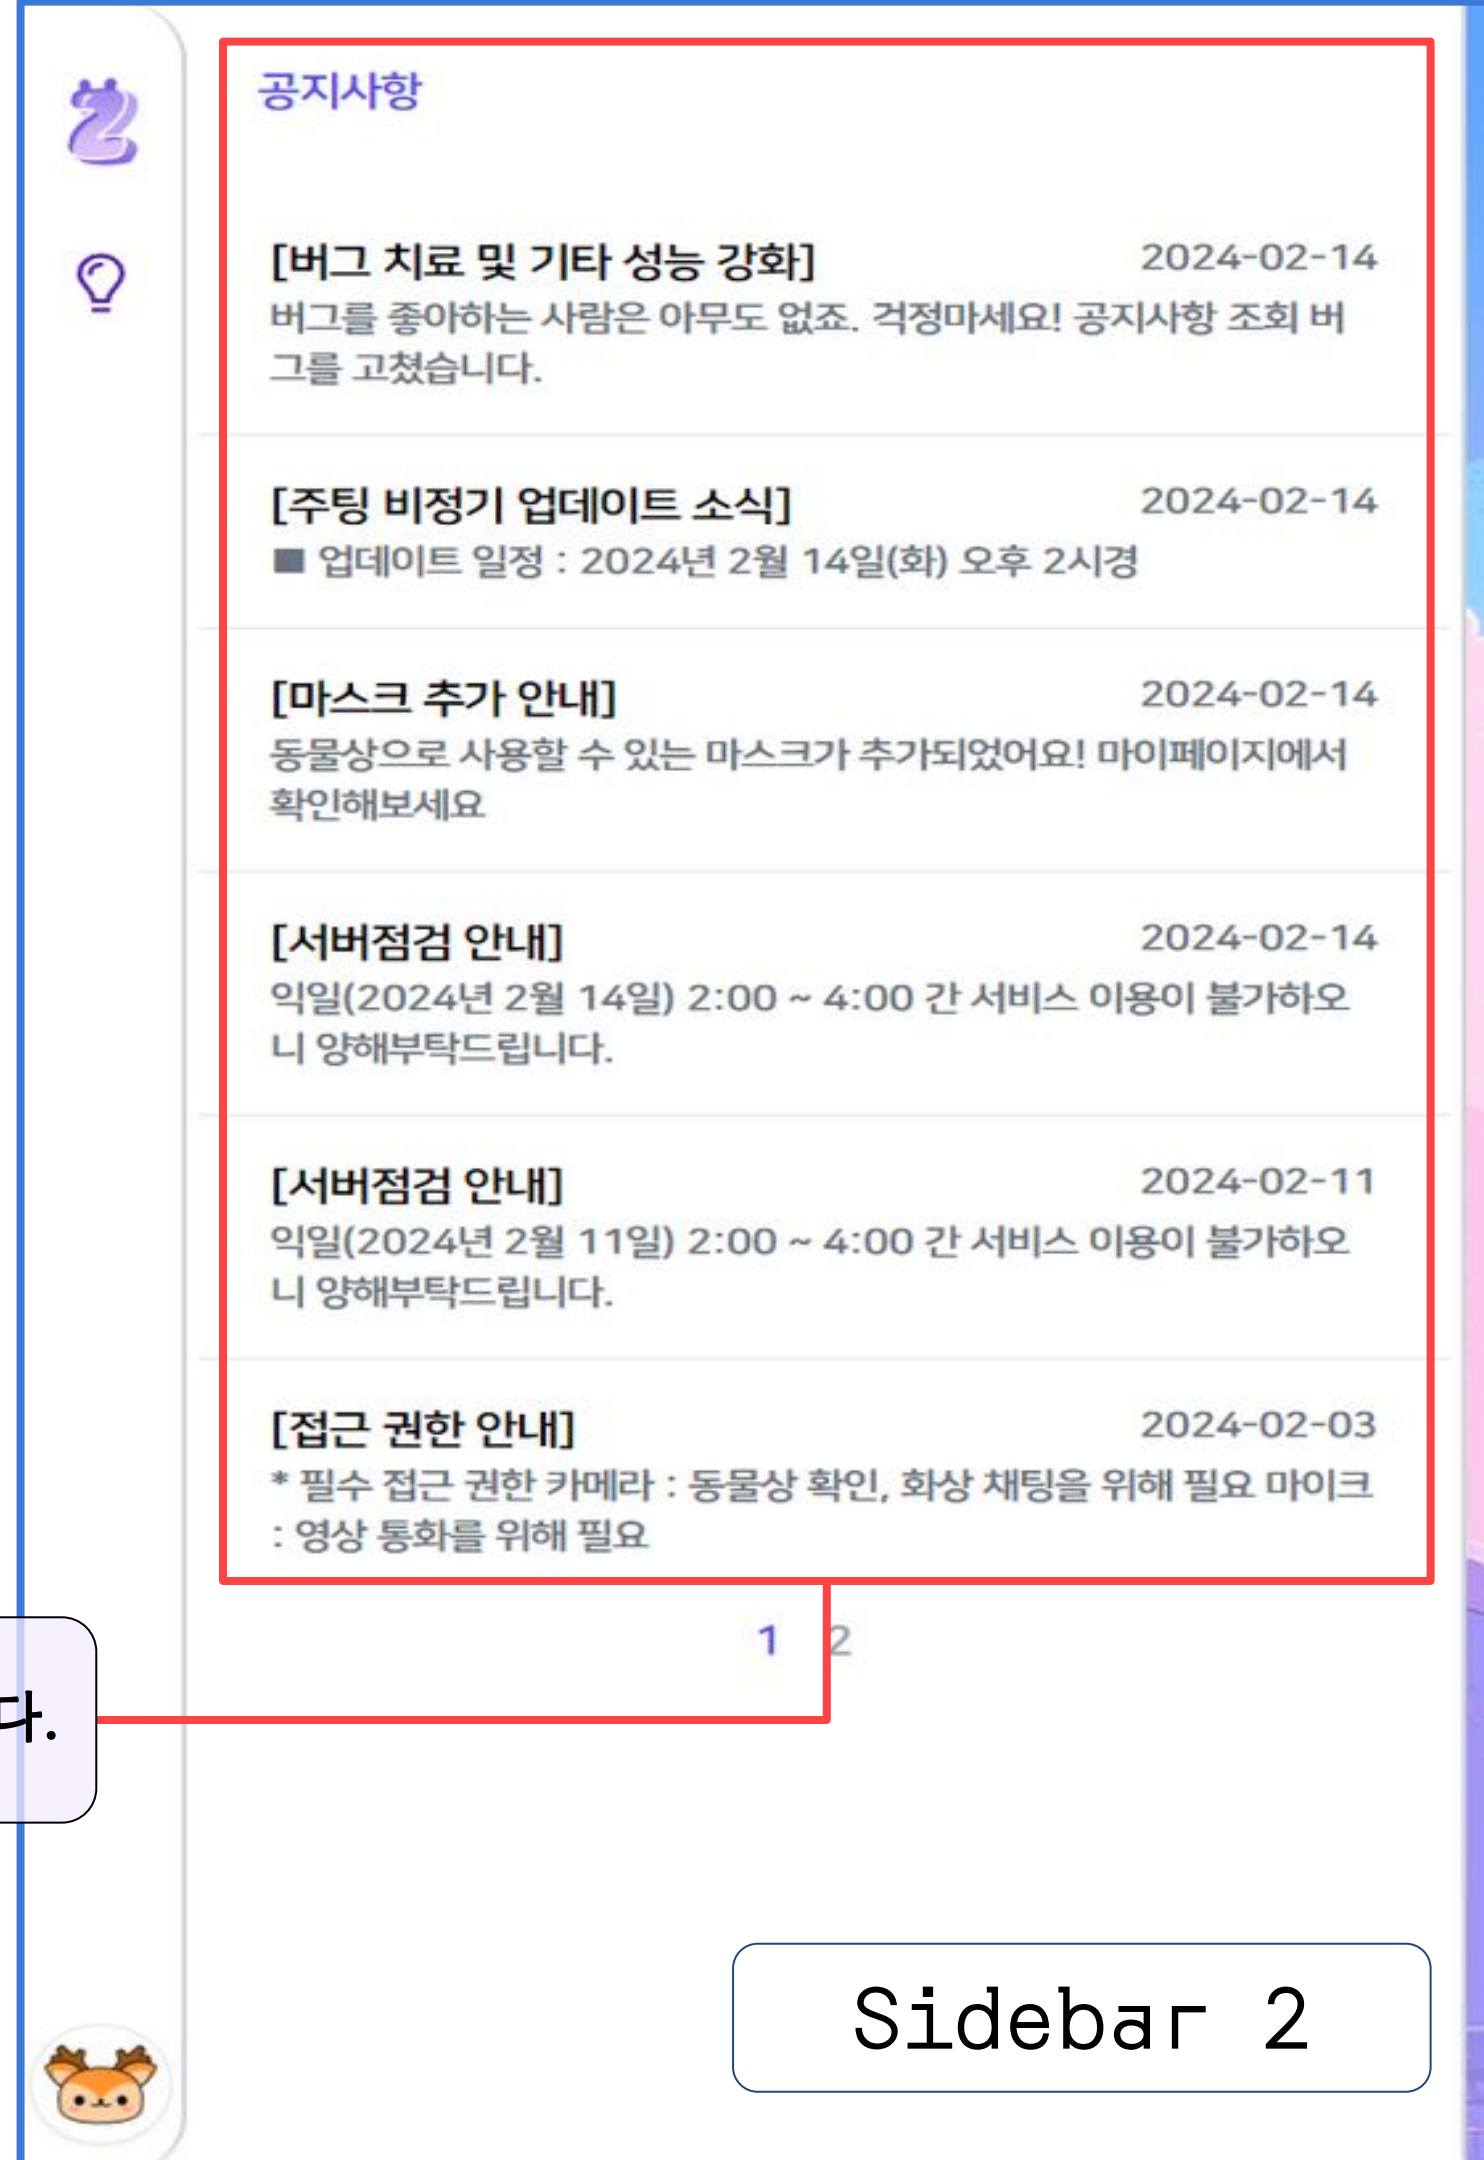 공지사항
[버그 치료 및 기타 성능 강화] 2024-02-14
버그를 좋아하는 사람은 아무도 없죠. 걱정마세요! 공지사항 조회 버
그를 고쳤습니다.
[주팅 비정기 업데이트 소식] 2024-02-14
■ 업데이트 일정 : 2024년 2월 14일(화) 오후 2시경
[마스크 추가 안내] 2024-02-14
동물상으로 사용할 수 있는 마스크가 추가되었어요! 마이페이지에서
확인해보세요
[서버점검 안내] 2024-02-14
익일(2024년 2월 14일) 2:00 ~ 4:00 간 서비스 이용이 불가하오
니 양해부탁드립니다.
[서버점검 안내] 2024-02-11
익일(2024년 2월 11일) 2:00 ~ 4:00 간 서비스 이용이 불가하오
니 양해부탁드립니다.
[접근 권한 안내] 2024-02-03
* 필수 접근 권한 카메라 : 동물상 확인, 화상 채팅을 위해 필요 마이크
: 영상 통화를 위해 필요
1 2
다.
Sidebar 2